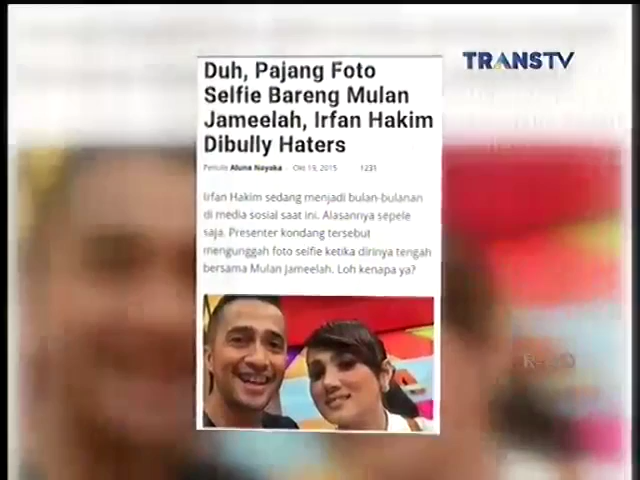 TRANSTV
Duh, Pajang Foto
Selfie Bareng Mulan
Jameelah, Irfan Hakim
Dibully Haters
Penulis Aluna Nayaka - Okt 19, 2015 1231
Irfan Hakim sedang menjadi bulan-bulanan
di media sosial saat ini. Alasannya sepele
saja. Presenter kondang tersebut
mengunggah foto selfie ketika dirinya tengah
bersama Mulan Jameelah. Loh kenapa ya?